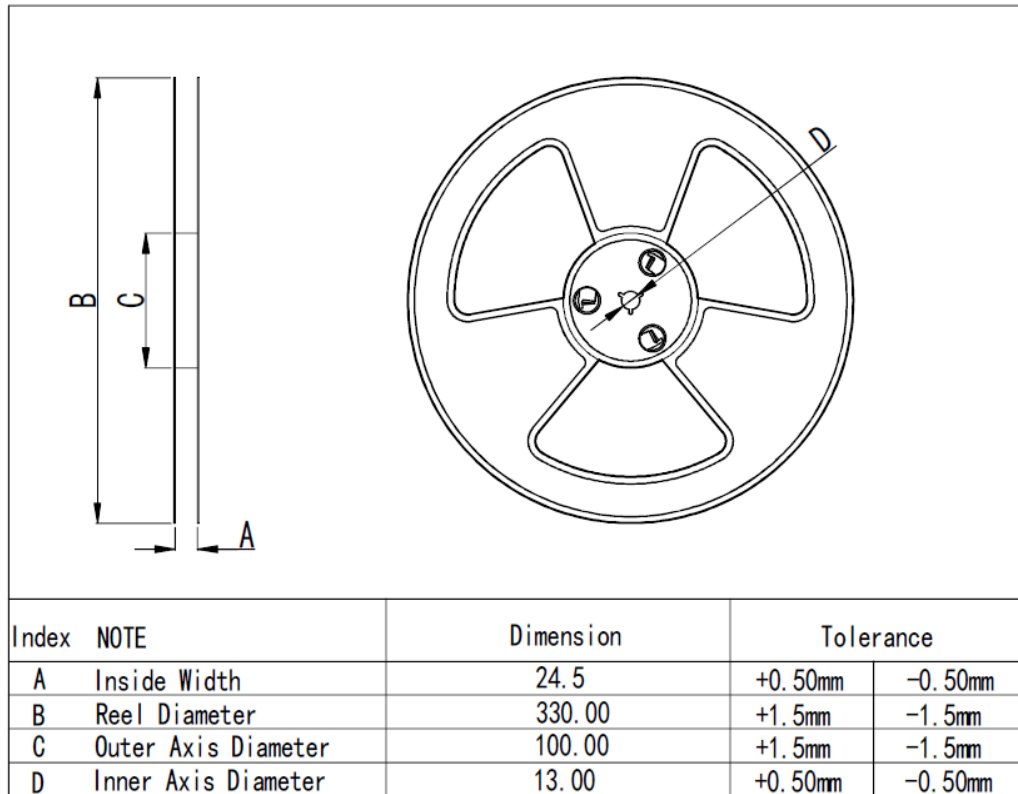 D
B
C
A
Index NOTE Dimension Tolerance
A Inside Width 24.5 +0.50mm -0.50mm
B Reel Diameter 330.00 +1.5mm -1.5mm
C Outer Axis Diameter 100.00 +1.5mm -1.5mm
D Inner Axis Diameter 13.00 +0.50mm -0.50mm